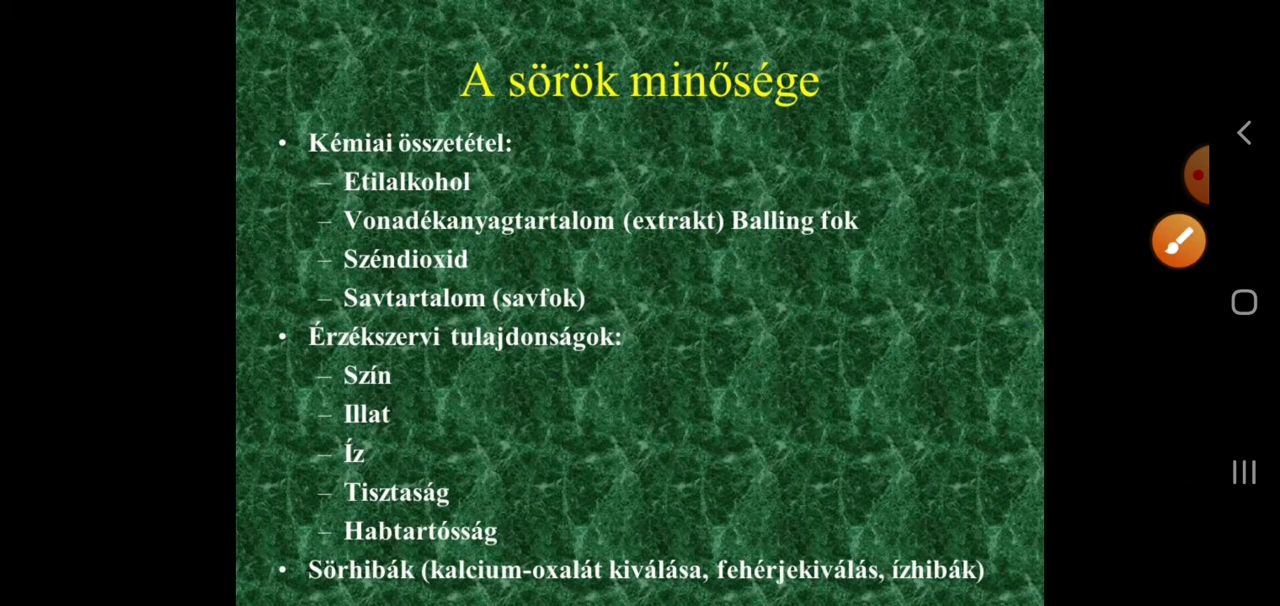 A sörök minősége
• Kémiai összetétel:
– Etilalkohol
– Vonadékanyagtartalom (extrakt) Balling fok
– Széndioxid
– Savtartalom (savfok)
• Érzékszervi tulajdonságok:
– Szín
– Illat
– Íz
– Tisztaság
– Habtartósság
• Sörhibák (kalcium-oxalát kiválása, fehérjekiválás, ízhibák)